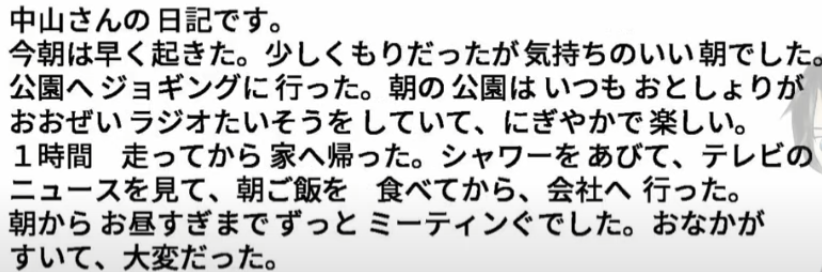 中山さんの 日記です。
今朝は早く起きた。少しくもりだったが 気持ちのいい 朝でした。
公園へ ジョギングに 行った。朝の 公園は いつも おとしょりが
おおぜい ラジオたいそうを していて、にぎやかで 楽しい。
１時間　走ってから 家へ帰った。シャワーを あびて、テレビの
ニュースを見て、朝ご飯を　食べてから、会社へ 行った。
朝から お昼すぎまで ずっと ミーティンぐでした。おなかが
すいて、大変だった。